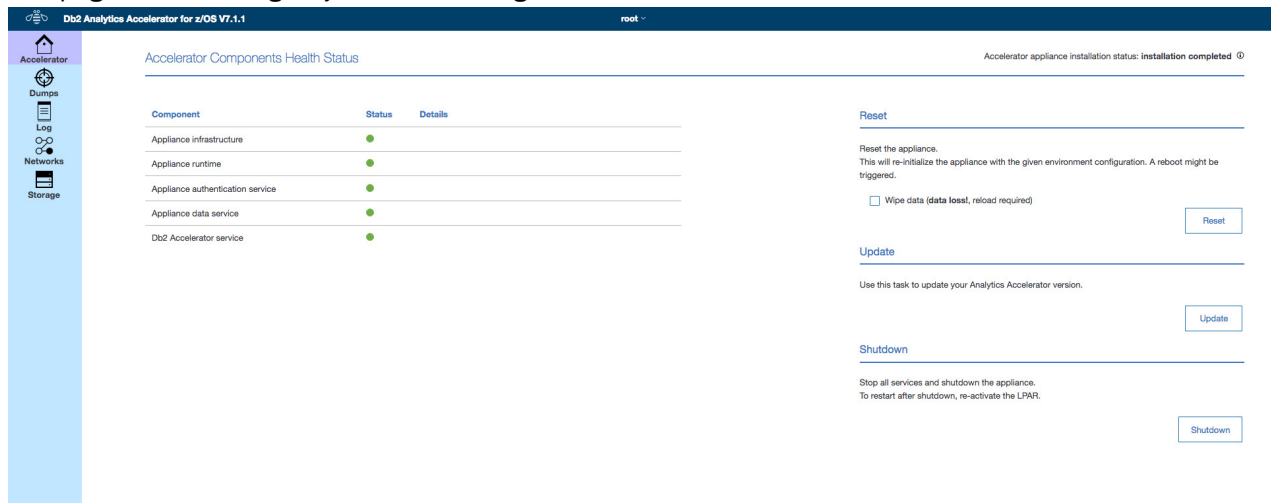 Db2 Analytics Accelerator for z/OS V7.1.1
root
Accelerator
Dumps
Log
Networks
Storage
Accelerator Components Health Status
Accelerator appliance installation status: installation completed
Component Status Details
Appliance infrastructure
Appliance runtime
Appliance authentication service
Appliance data service
Db2 Accelerator service
Reset
Reset the appliance.
This will re-initialize the appliance with the given environment configuration. A reboot might be
triggered.
Wipe data (data loss!, reload required)
Reset
Update
Use this task to update your Analytics Accelerator version.
Update
Shutdown
Stop all services and shutdown the appliance.
To restart after shutdown, re-activate the LPAR.
Shutdown